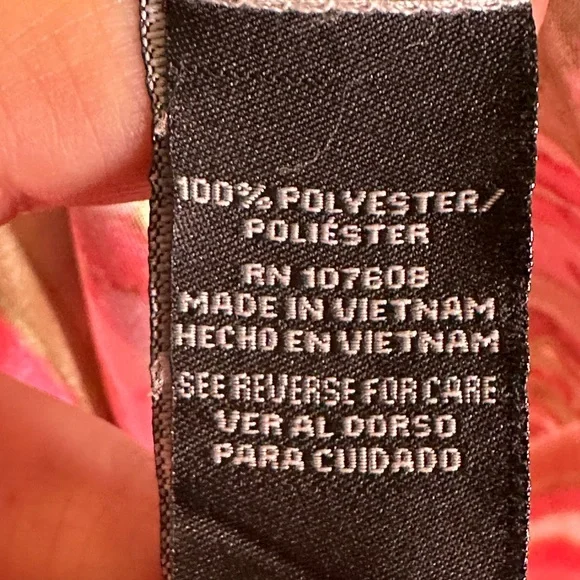 100% POLYESTER/
POLIÉSTER
RN 107608
MADE IN VIETNAM
HECHO EN VIETNAM
SEE REVERSE FOR CARE
VER AL DORSO
PARA CUIDADO